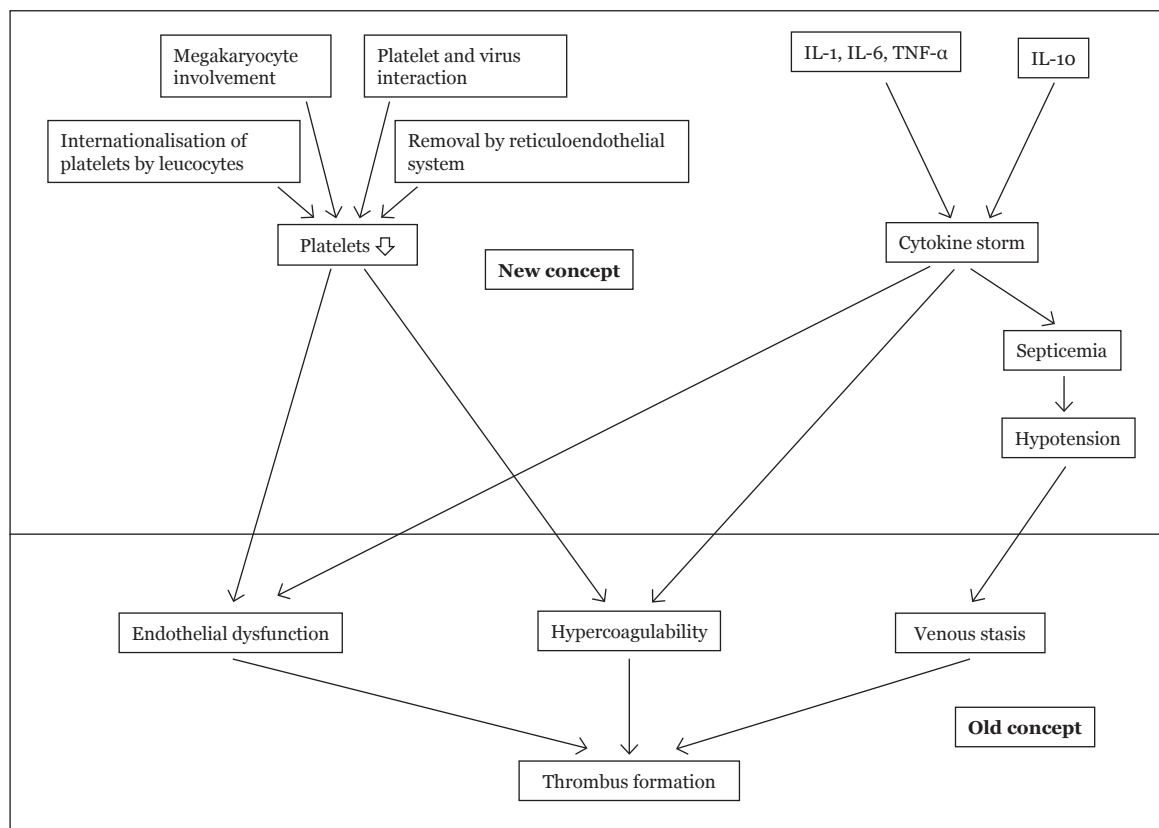 Megakaryocyte
involvement
Platelet and virus
interaction
IL-1, IL-6, TNF-α
IL-10
Internationalisation of
platelets by leucocytes
Removal by reticuloendothelial
system
Platelets
Cytokine storm
New concept
Septicemia
Hypotension
Endothelial dysfunction
Hypercoagulability
Venous stasis
Old concept
Thrombus formation